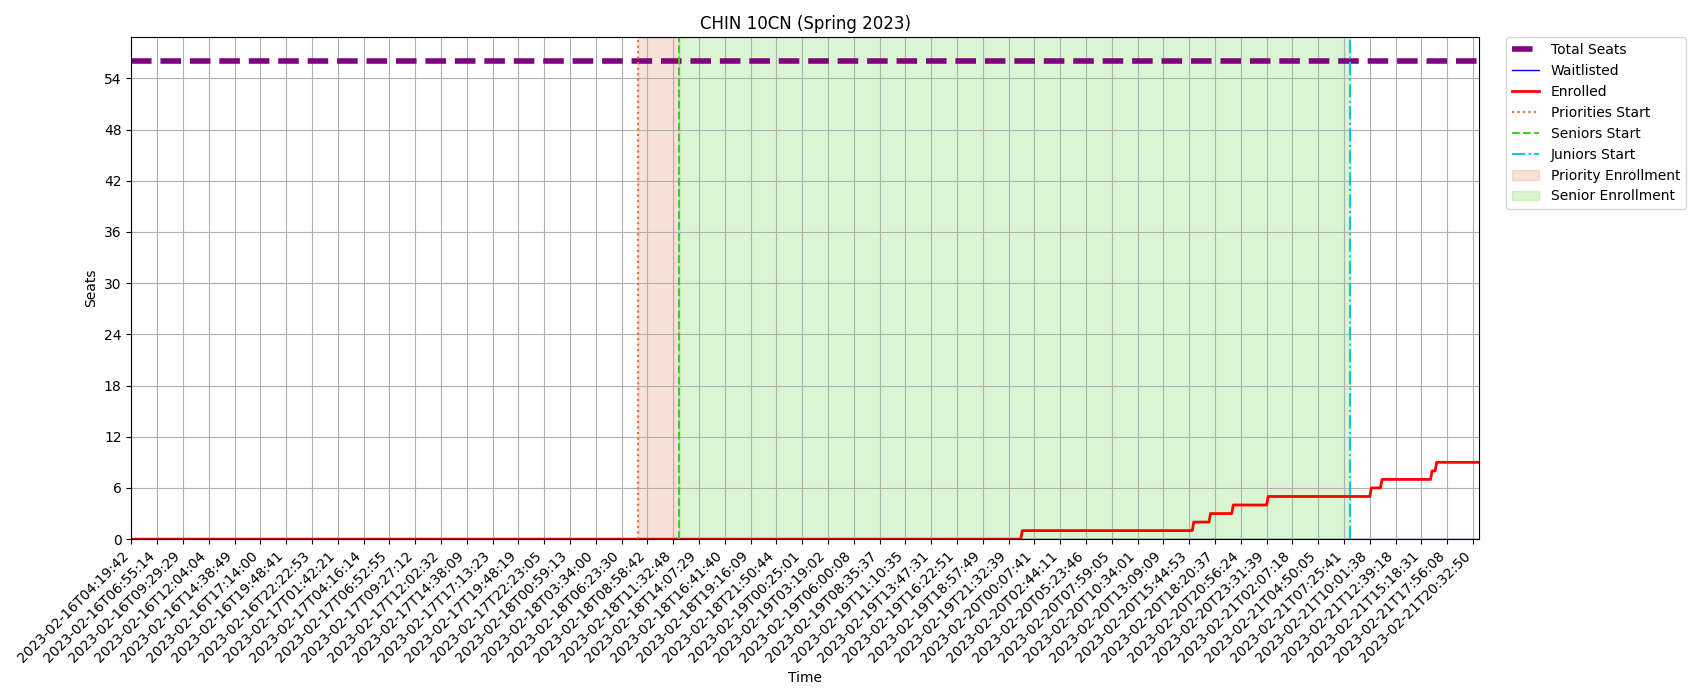 CHIN 10CN (Spring 2023)
Total Seats
Waitlisted
Enrolled
Priorities Start
Seniors Start
Juniors Start
Priority Enrollment
Senior Enrollment
54
48
42
36
30
24
18
12
6
0
Seats
2023-02-16T04:19:42
2023-02-16T06:55:14
2023-02-16T09:29:29
2023-02-16T12:04:04
2023-02-16T14:38:49
2023-02-16T17:14:00
2023-02-16T19:48:41
2023-02-16T22:22:53
2023-02-17T01:42:21
2023-02-17T04:16:14
2023-02-17T06:52:55
2023-02-17T09:27:12
2023-02-17T12:02:32
2023-02-17T14:38:09
2023-02-17T17:13:23
2023-02-17T19:48:19
2023-02-17T22:23:05
2023-02-18T00:59:13
2023-02-18T03:34:00
2023-02-18T06:23:30
2023-02-18T08:58:42
2023-02-18T11:32:48
2023-02-18T14:07:29
2023-02-18T16:41:40
2023-02-18T19:16:09
2023-02-18T21:50:44
2023-02-19T00:25:01
2023-02-19T03:19:02
2023-02-19T06:00:08
2023-02-19T08:35:37
2023-02-19T11:10:35
2023-02-19T13:47:31
2023-02-19T16:22:51
2023-02-19T18:57:49
2023-02-19T21:32:39
2023-02-20T00:07:41
2023-02-20T02:44:11
2023-02-20T05:23:46
2023-02-20T07:59:05
2023-02-20T10:34:01
2023-02-20T13:09:09
2023-02-20T15:44:53
2023-02-20T18:20:37
2023-02-20T20:56:24
2023-02-20T23:31:39
2023-02-21T02:07:18
2023-02-21T04:50:05
2023-02-21T07:25:41
2023-02-21T10:01:38
2023-02-21T12:39:18
2023-02-21T15:18:31
2023-02-21T17:56:08
2023-02-21T20:32:50
Time